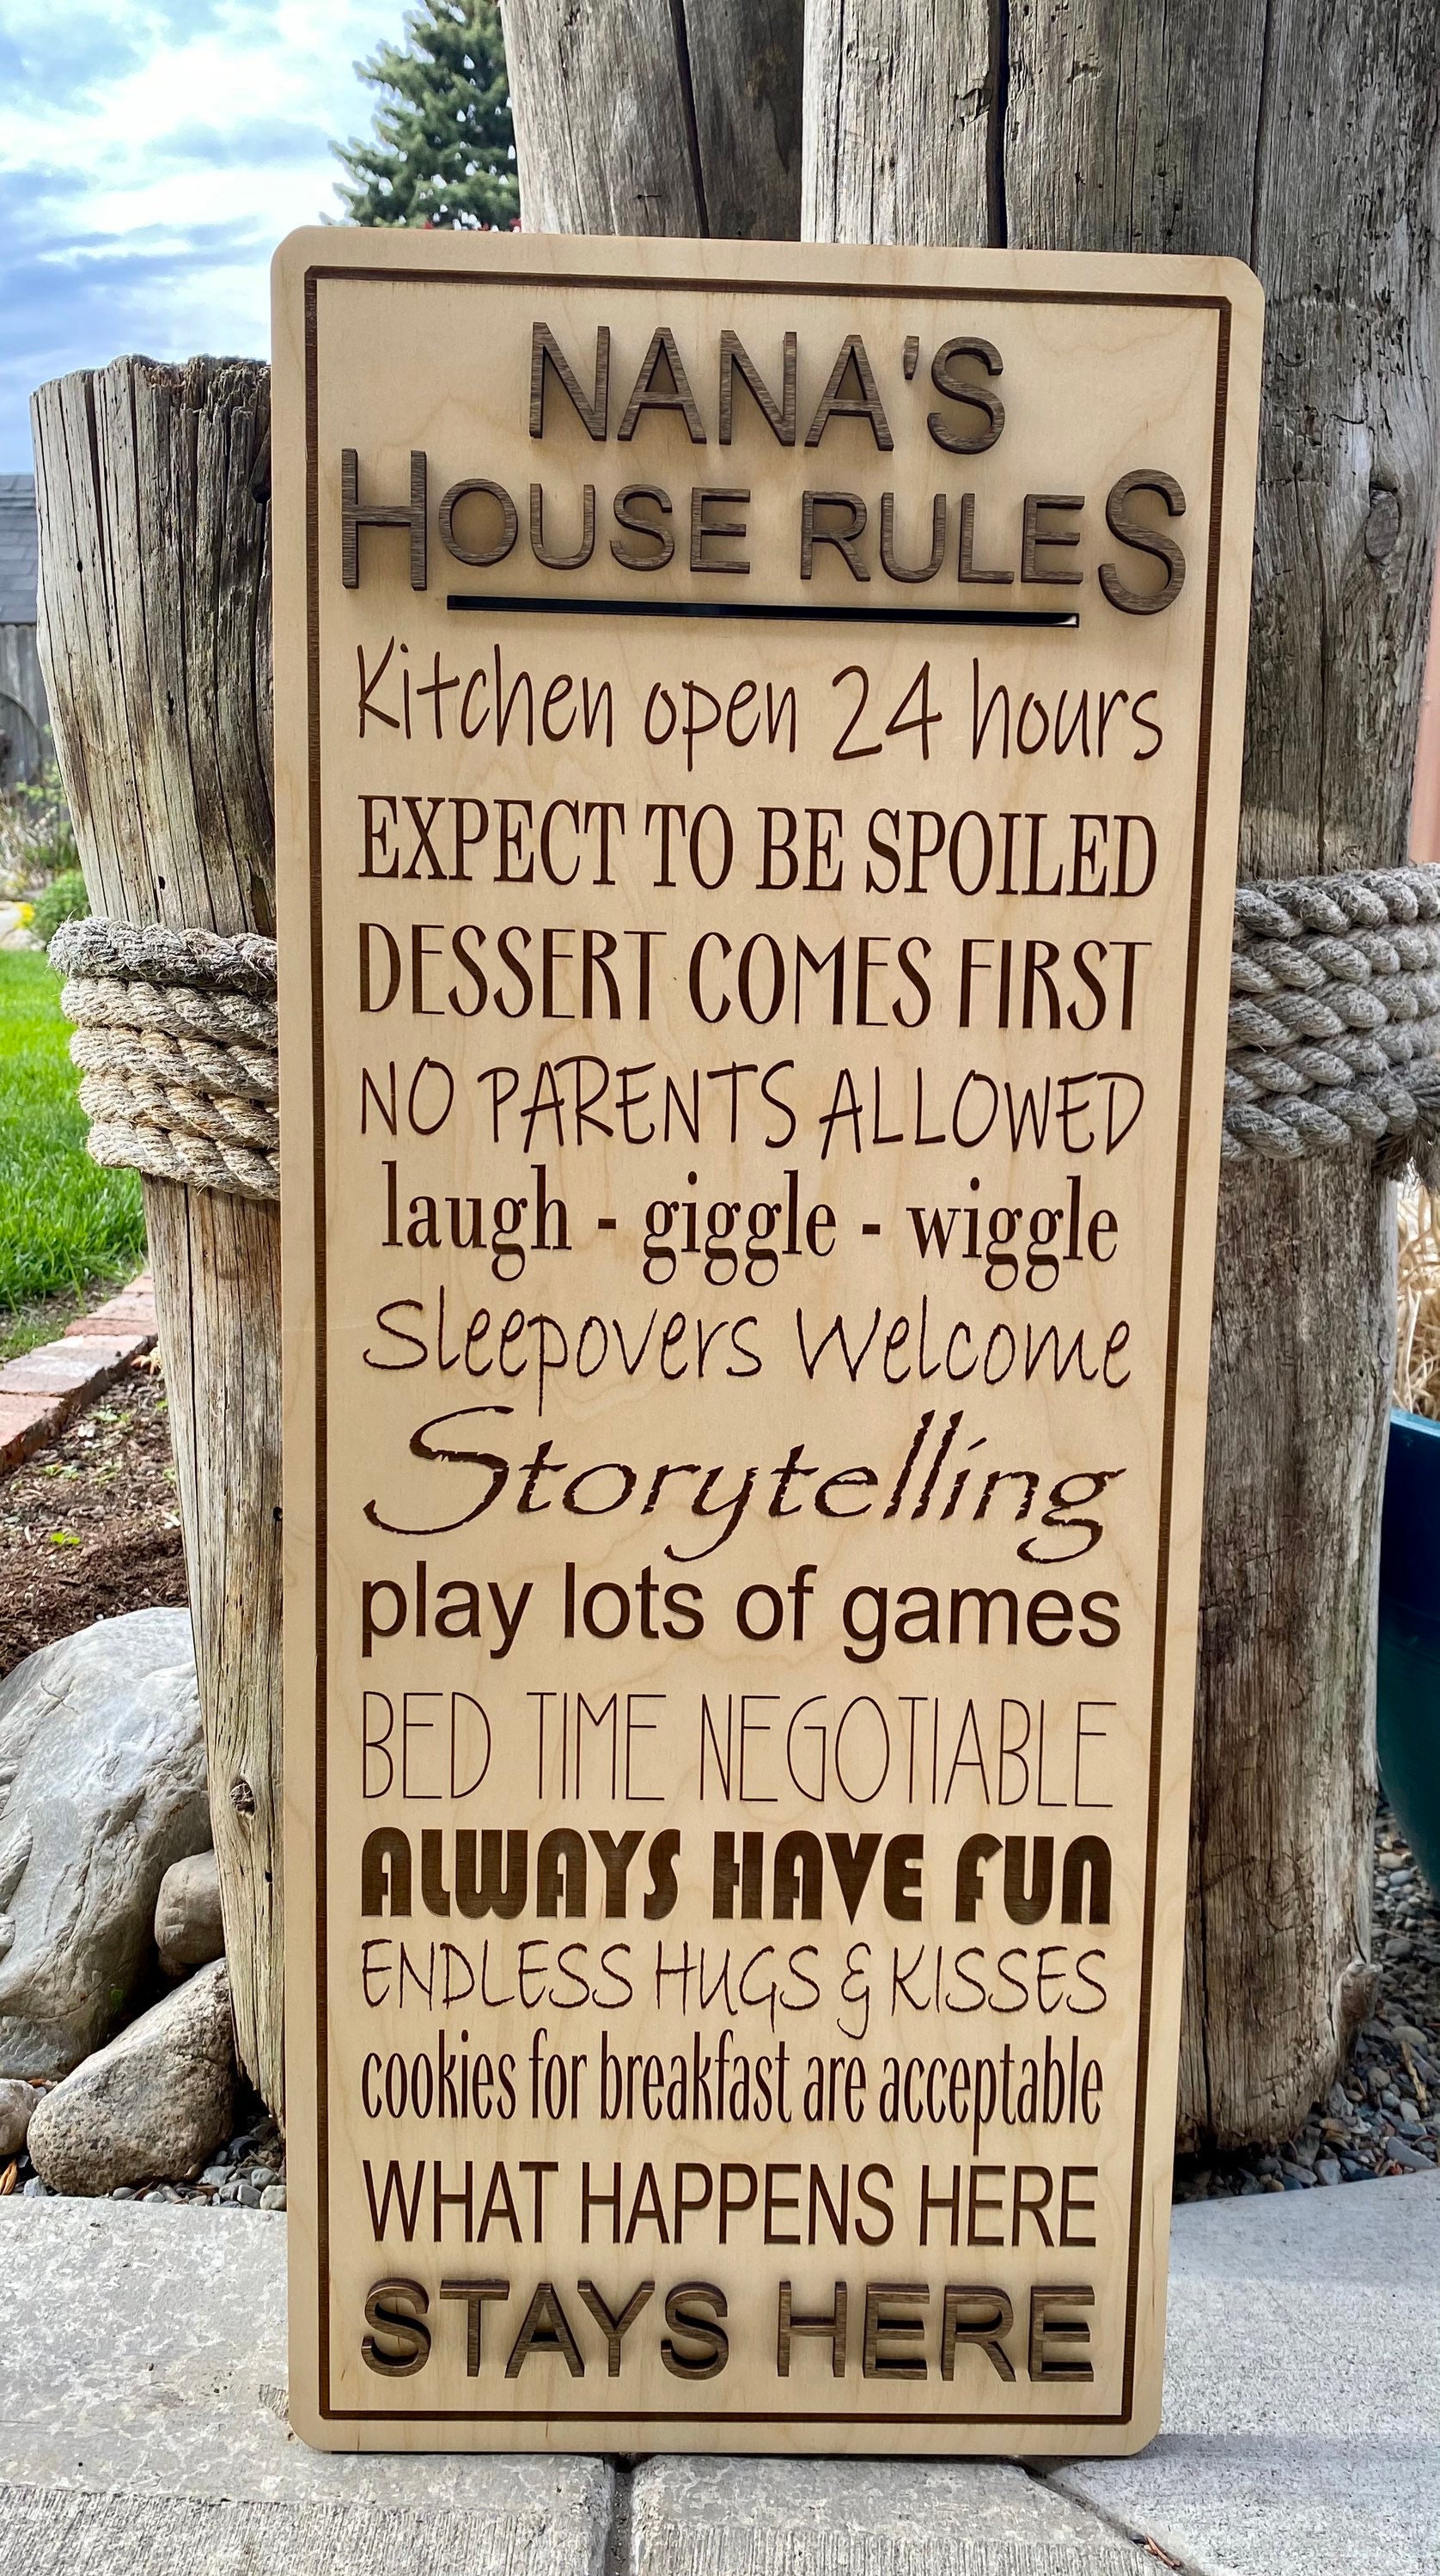 NANA'S
HOUSE RULES
Kitchen open 24 hours
EXPECT TO BE SPOILED
DESSERT COMES FIRST
NO PARENTS ALLOWED
laugh - giggle - wiggle
Sleepovers Welcome
Storytelling
play lots of games
BED TIME NEGOTIABLE
ALWAYS HAVE FUN
ENDLESS HUGS & KISSES
cookies for breakfast are acceptable
WHAT HAPPENS HERE
STAYS HERE